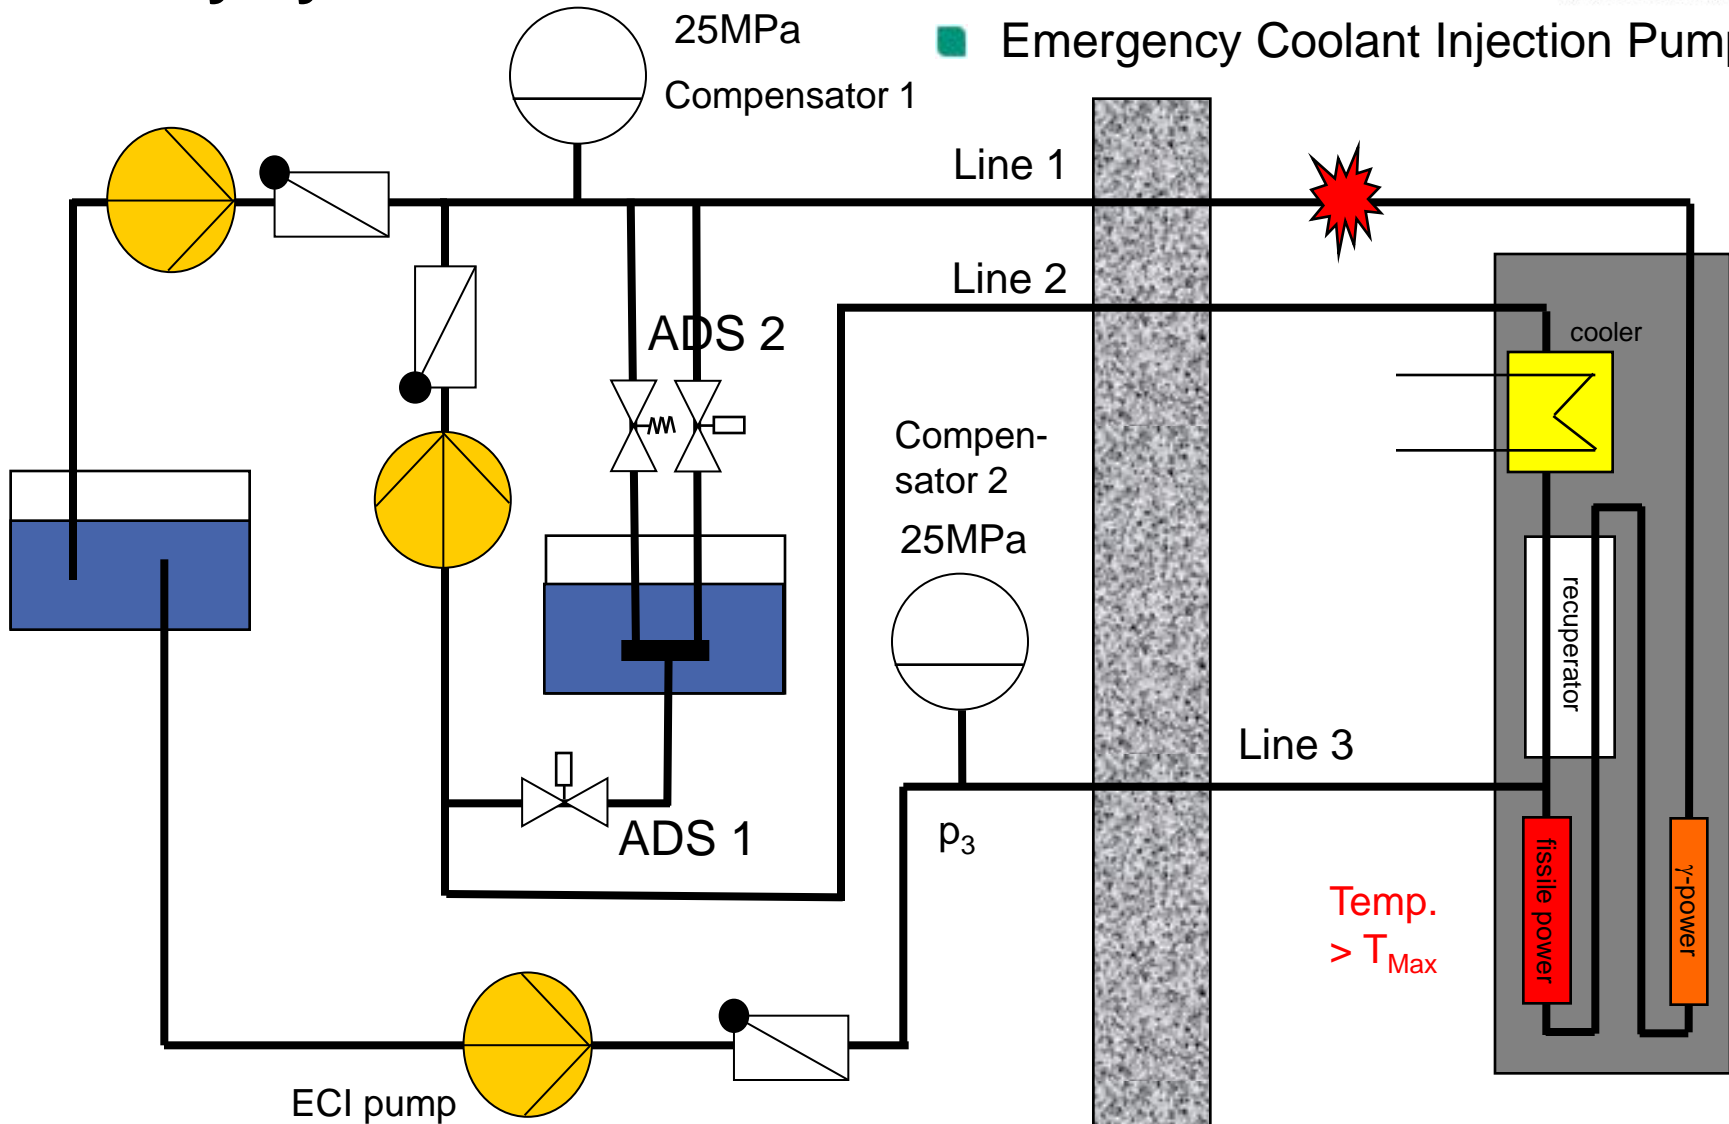 25MPa
Emergency Coolant Injection Pump
Compensator 1
Line 1
Line 2
ADS 2
cooler
Compen-
sator 2
25MPa
recuperator
Line 3
p3
ADS 1
fissile power
γ-power
Temp.
> TMax
ECI pump